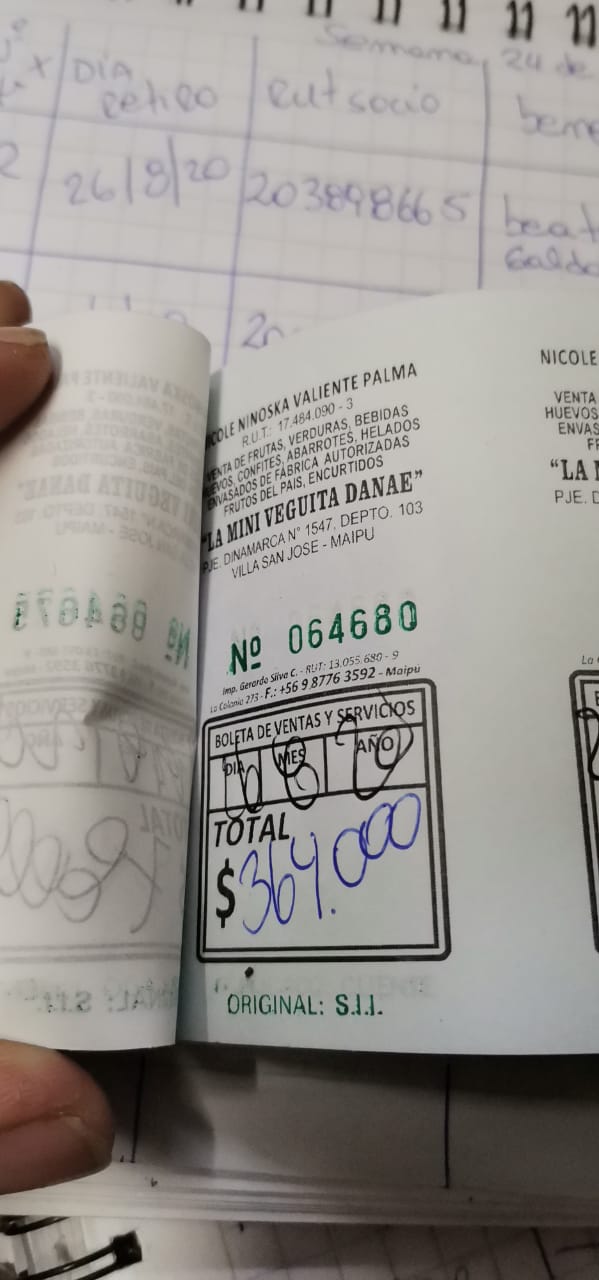 Semana 24 de
DIA
retiro
rut socio
26/8/20
203898665
NICOLE NINOSKA VALIENTE PALMA
R.U.T: 17.484.090 - 3
VENTA DE FRUTAS, VERDURAS, BEBIDAS
HUEVOS, CONFITES, ABARROTES, HELADOS
ENVASADOS DE FÁBRICA AUTORIZADAS
FRUTOS DEL PAIS, ENCURTIDOS
“LA MINI VEGUITA DANAE”
PJE. DINAMARCA N° 1547, DEPTO. 103
VILLA SAN JOSE - MAIPU
Nº 064680
Imp. Gerardo Silva C. - RUT: 13.055.680 - 9
La Colonia 273 - F.: +56 9 8776 3592 - Maipú
BOLETA DE VENTAS Y SERVICIOS
DIA MES AÑO
TOTAL
$ 364.000
ORIGINAL: S.I.I.
NICOLE
VENTA
HUEVOS
ENVAS
“LA
PJE. D